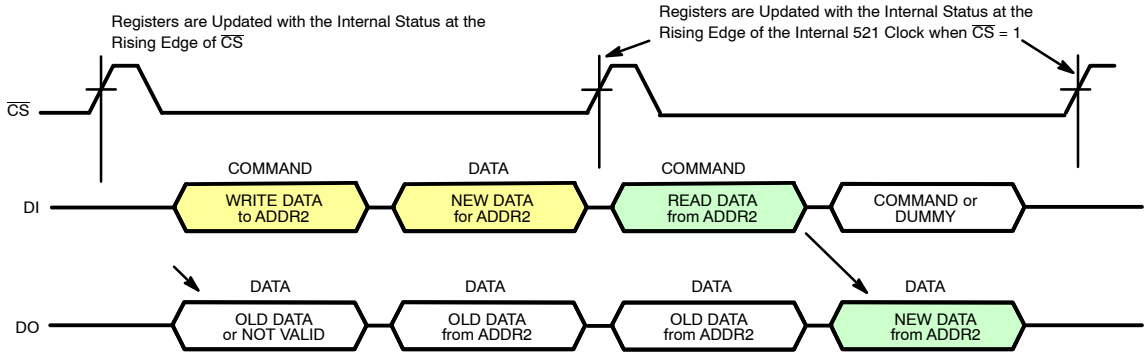 Registers are Updated with the Internal Status at the
Rising Edge of CS
Registers are Updated with the Internal Status at the
Rising Edge of the Internal 521 Clock when CS = 1
CS
COMMAND
DATA
COMMAND
DI
WRITE DATA
to ADDR2
NEW DATA
for ADDR2
READ DATA
from ADDR2
COMMAND or
DUMMY
DATA
DATA
DATA
DATA
DO
OLD DATA
or NOT VALID
OLD DATA
from ADDR2
OLD DATA
from ADDR2
NEW DATA
from ADDR2